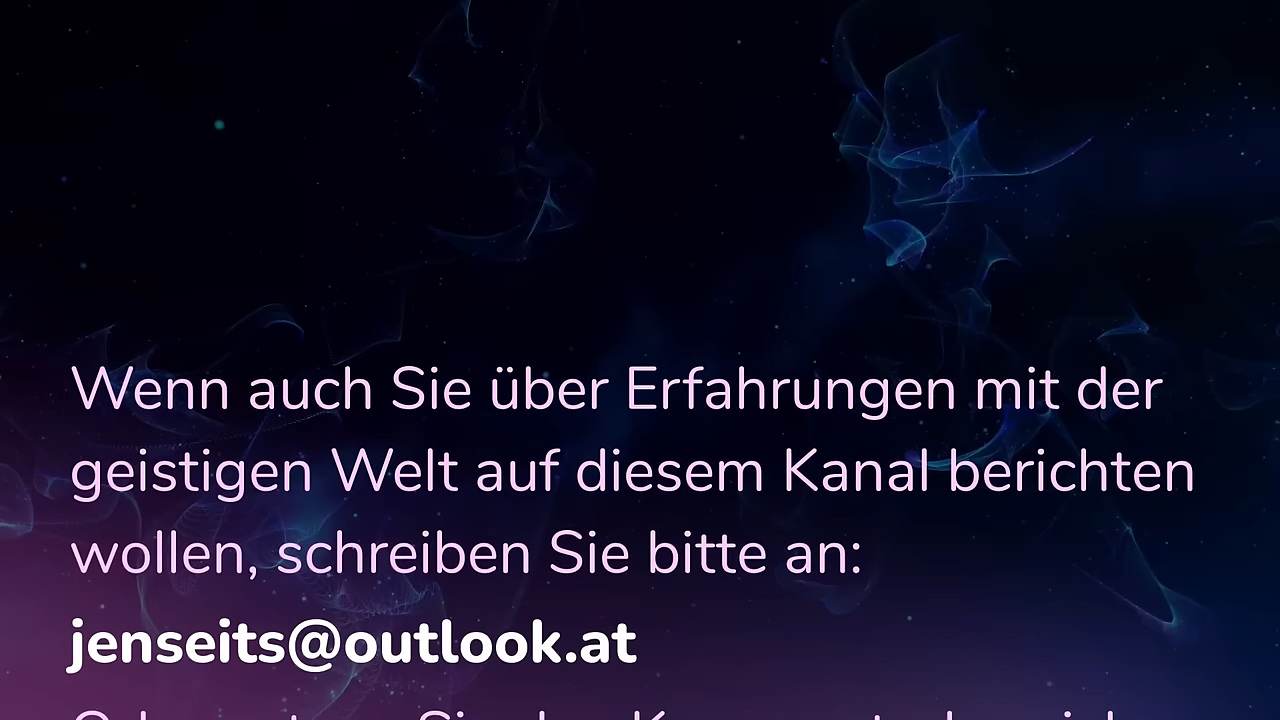 Wenn auch Sie über Erfahrungen mit der
geistigen Welt auf diesem Kanal berichten
wollen, schreiben Sie bitte an:
jenseits@outlook.at